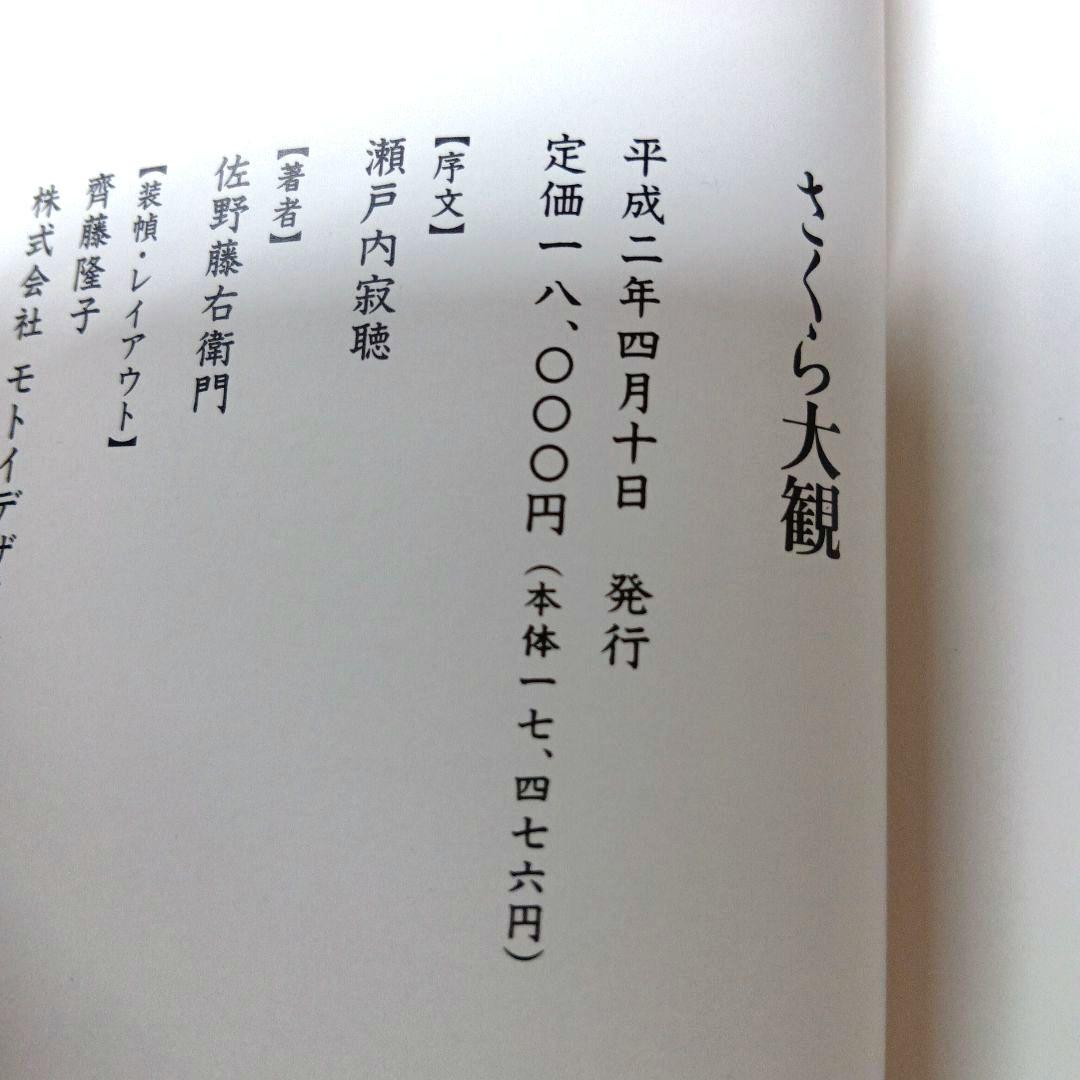 さくら大観
平成二年四月十日 発行
定価一八、〇〇〇円（本体一七、四七六円）
【序文】
瀬戸内寂聴
【著者】
佐野藤右衛門
【装幀・レイアウト】
齊藤隆子
株式会社 モトイデザ